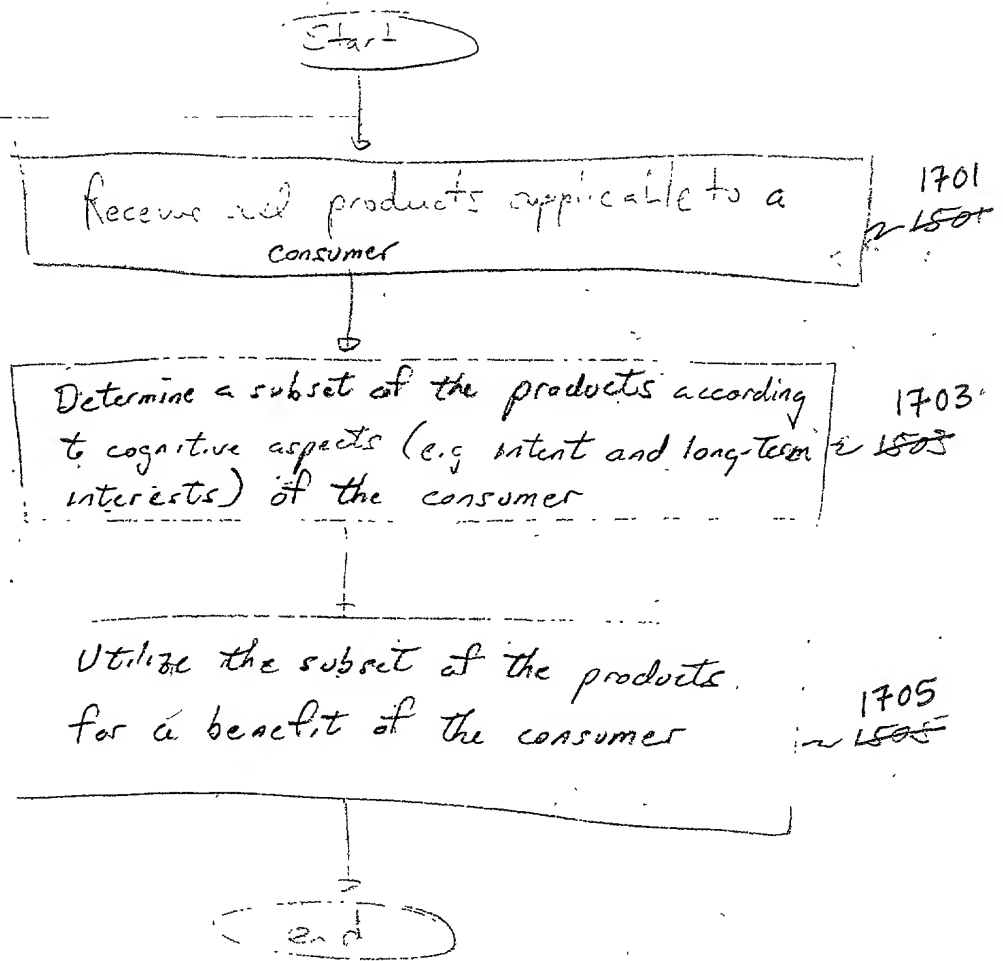 Start
products applicable to a
consumer
1701
1501
Determine a subset of the products according
to cognitive aspects (e.g intent and long-term
interests) of the consumer
1703
1503
Utilize the subset of the products
for a benefit of the consumer
1705
1505
end